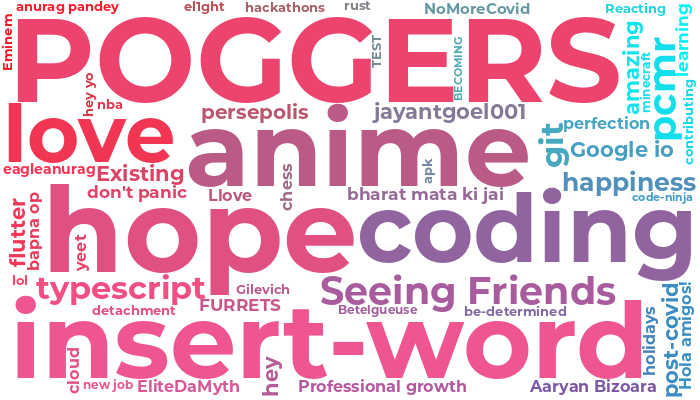 anurag pandey
el1ght
hackathons
rust
NoMoreCovid
Reacting
Eminem
POGGERS
TEST
BECOMING
amazing
minecraft
pcmr
learning
contributing
hey yo
nba
persepolis
jayantgoel001
love
anime
git
perfection
Google io
eagleanurag
Existing
chess
apk
happiness
don't panic
Llove
bharat mata ki jai
code-ninja
flutter
bapna op
hope
coding
yeet
lol
typescript
Gilevich
Seeing Friends
FURRETS
detachment
Betelgueuse
be-determined
insert-word
holidays
post-covid
Hola amigos!
cloud
new job
EliteDaMyth
hey
Professional growth
Aaryan Bizoara